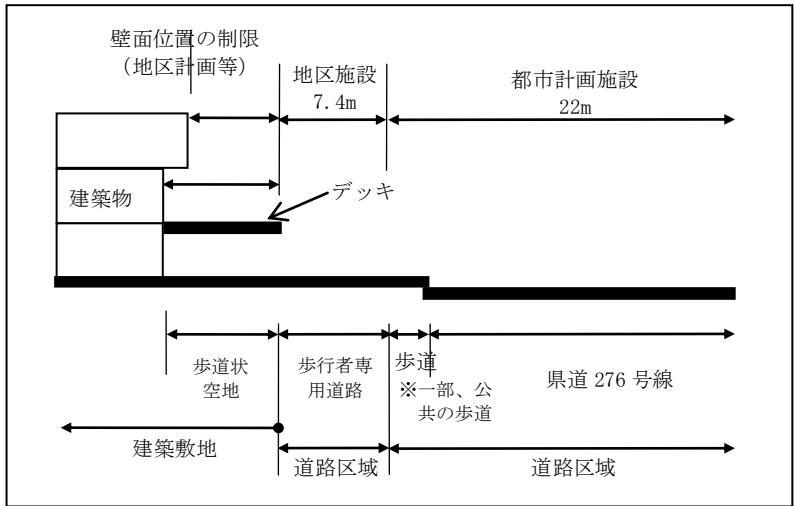 壁面位置の制限
（地区計画等）
地区施設
7.4m
都市計画施設
22m
建築物
デッキ
歩道状
空地
歩行者専
用道路
歩道
※一部、公
共の歩道
県道 276 号線
建築敷地
道路区域
道路区域